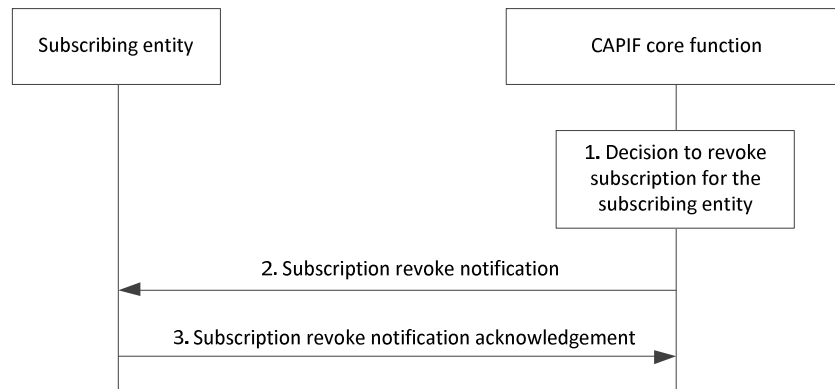 Subscribing entity
CAPIF core function
1. Decision to revoke
subscription for the
subscribing entity
2. Subscription revoke notification
3. Subscription revoke notification acknowledgement